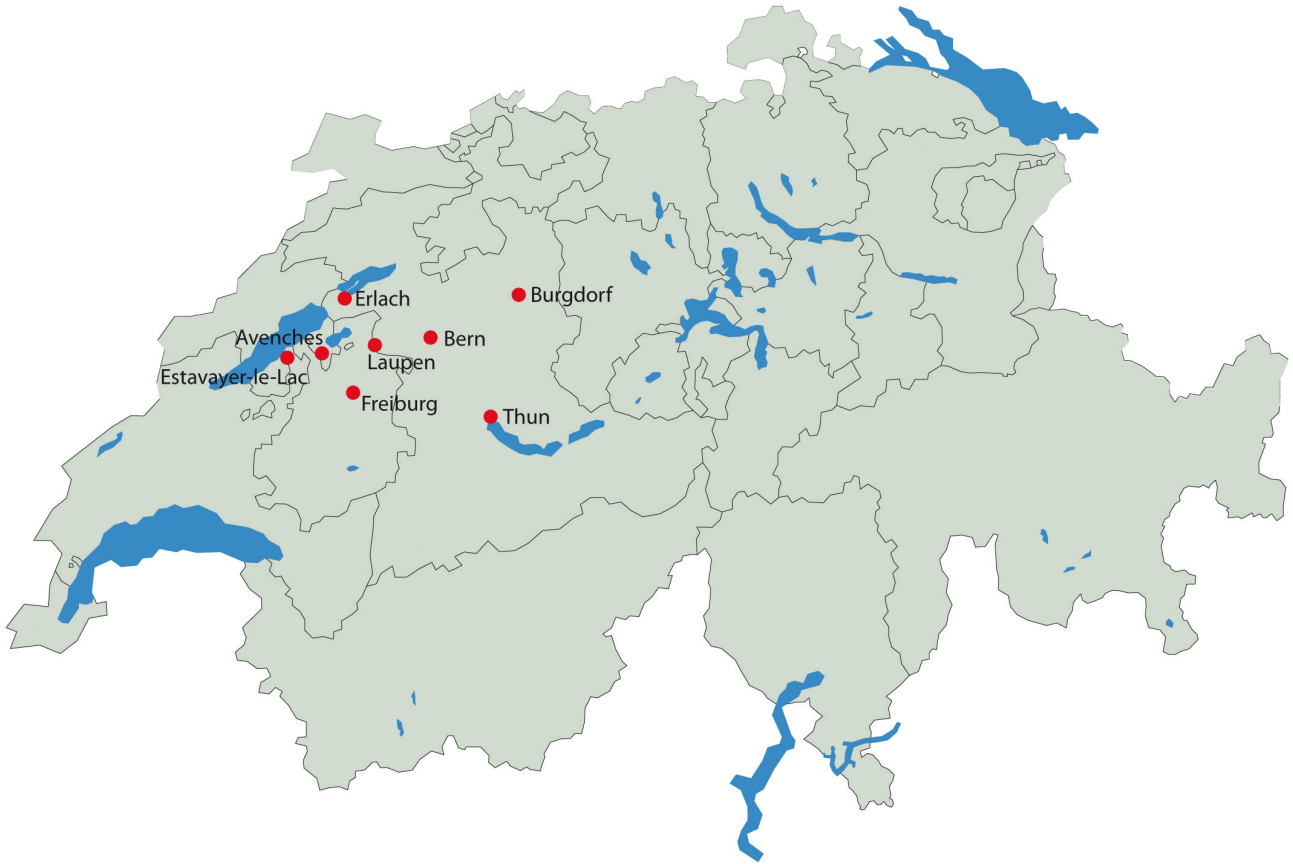 Erlach
Burgdorf
Avenches
Bern
Laupen
Estavayer-le-Lac
Freiburg
Thun